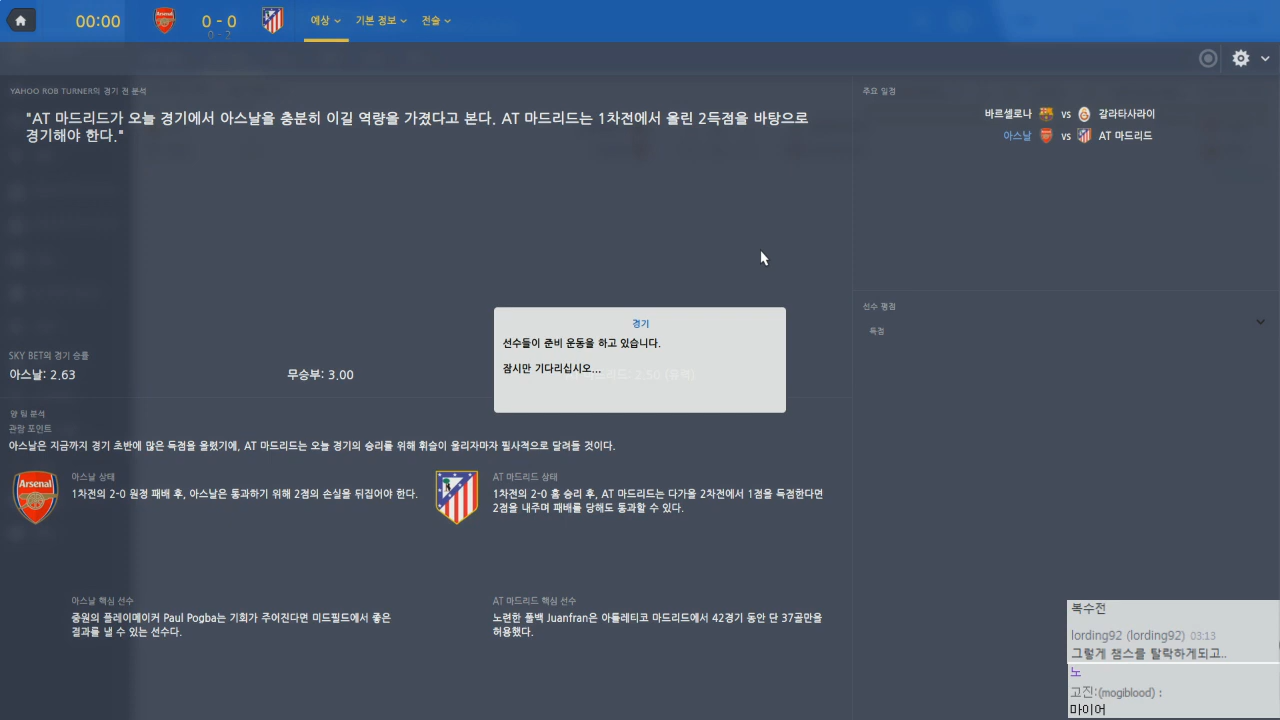 00:00
0 - 0
0 - 2
예상
기본 정보
전술
YAHOO ROB TURNER의 경기 전 분석
"AT 마드리드가 오늘 경기에서 아스날을 충분히 이길 역량을 가졌다고 본다. AT 마드리드는 1차전에서 올린 2득점을 바탕으로
경기해야 한다."
주요 일정
바르셀로나 vs 갈라타사라이
아스날 vs AT 마드리드
선수 평점
득점
경기
선수들이 준비 운동을 하고 있습니다.
잠시만 기다리십시오...
SKY BET의 경기 승률
아스날: 2.63
무승부: 3.00
양 팀 분석
관람 포인트
아스날은 지금까지 경기 초반에 많은 득점을 올렸기에, AT 마드리드는 오늘 경기의 승리를 위해 휘슬이 울리자마자 필사적으로 달려들 것이다.
Arsenal
아스날 상태
1차전의 2-0 원정 패배 후, 아스날은 통과하기 위해 2점의 손실을 뒤집어야 한다.
AT 마드리드 상태
1차전의 2-0 홈 승리 후, AT 마드리드는 다가올 2차전에서 1점을 득점한다면
2점을 내주며 패배를 당해도 통과할 수 있다.
아스날 핵심 선수
중원의 플레이메이커 Paul Pogba는 기회가 주어진다면 미드필드에서 좋은
결과를 낼 수 있는 선수다.
AT 마드리드 핵심 선수
노련한 풀백 Juanfran은 아틀레티코 마드리드에서 42경기 동안 단 37골만을
허용했다.
복수전
lording92 (lording92) 03:13
그렇게 챔스를 탈락하게되고..
노
고진:(mogiblood) :
마이어